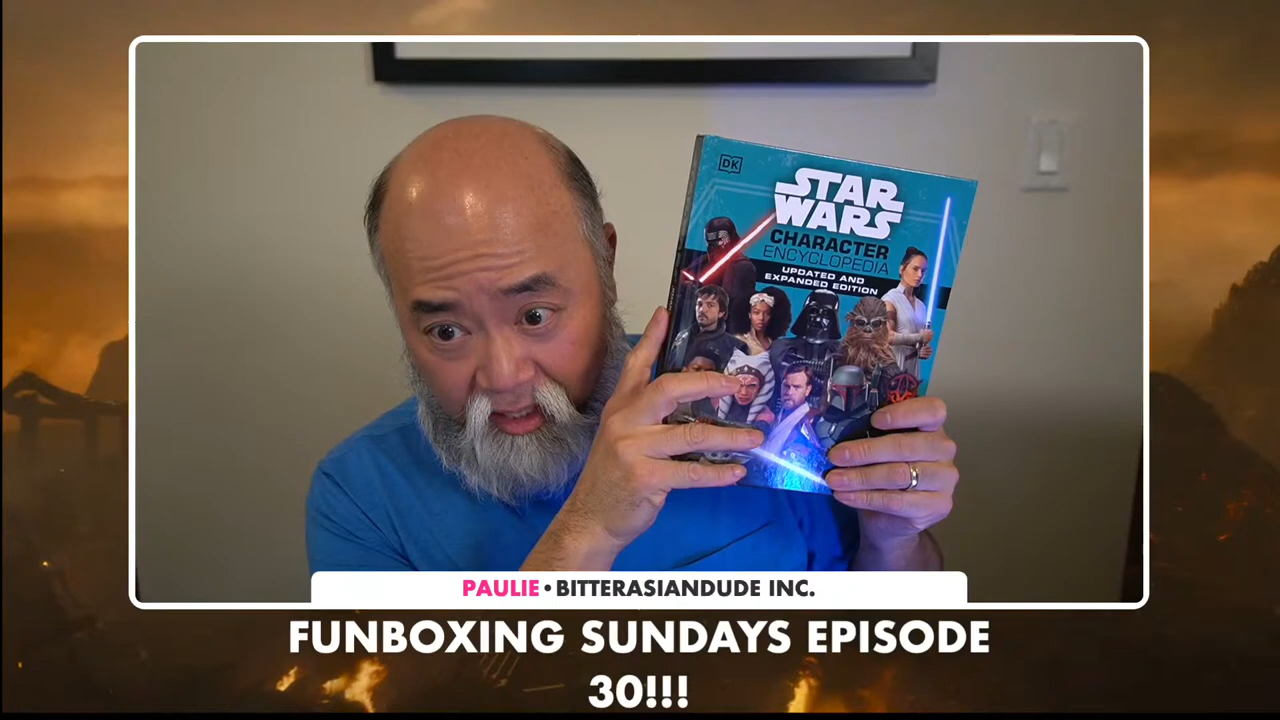 DK
STAR
WARS
CHARACTER
ENCYCLOPEDIA
UPDATED AND
EXPANDED EDITION
PAULIE • BITTERASIANDUDE INC.
FUNBOXING SUNDAYS EPISODE
30!!!